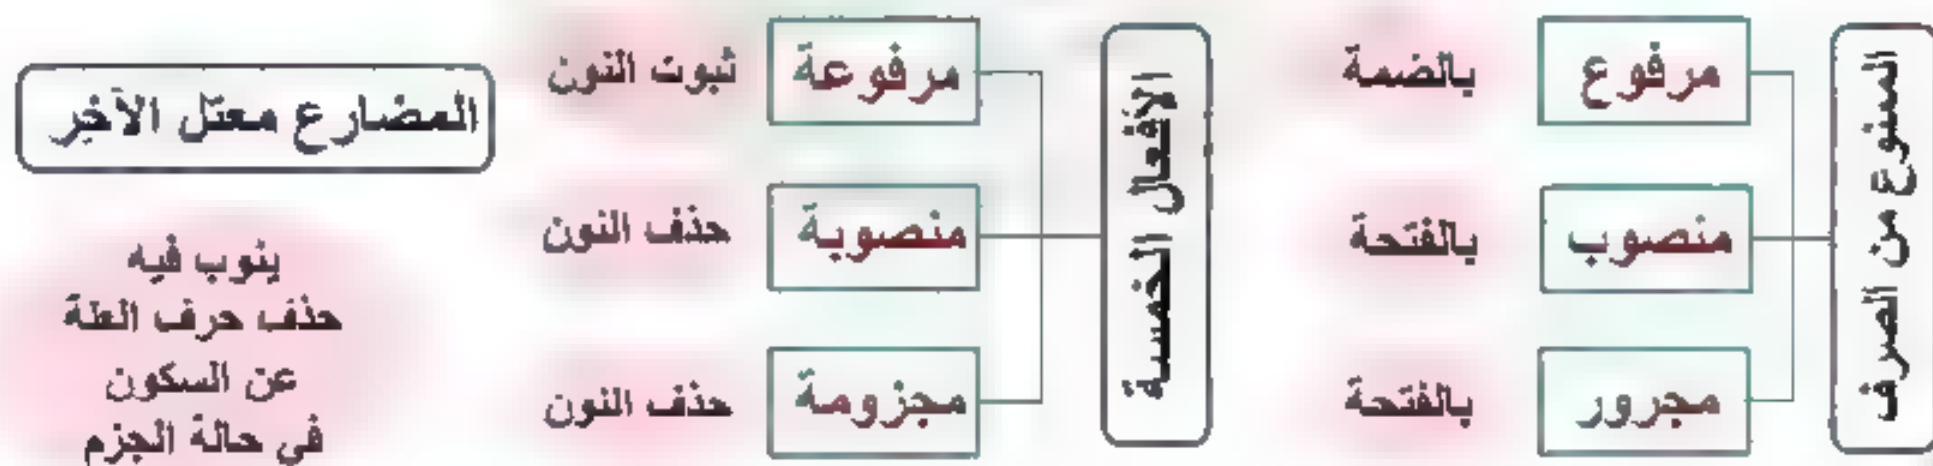 الممنوع من الصرف
مرفوع
بالضمة
منصوب
بالفتحة
مجرور
بالفتحة
الأفعال الخمسة
مرفوعة
ثبوت النون
منصوبة
حذف النون
مجزومة
حذف النون
المضارع معتل الآخر
ينوب فيه
حذف حرف العلة
عن السكون
في حالة الجزم